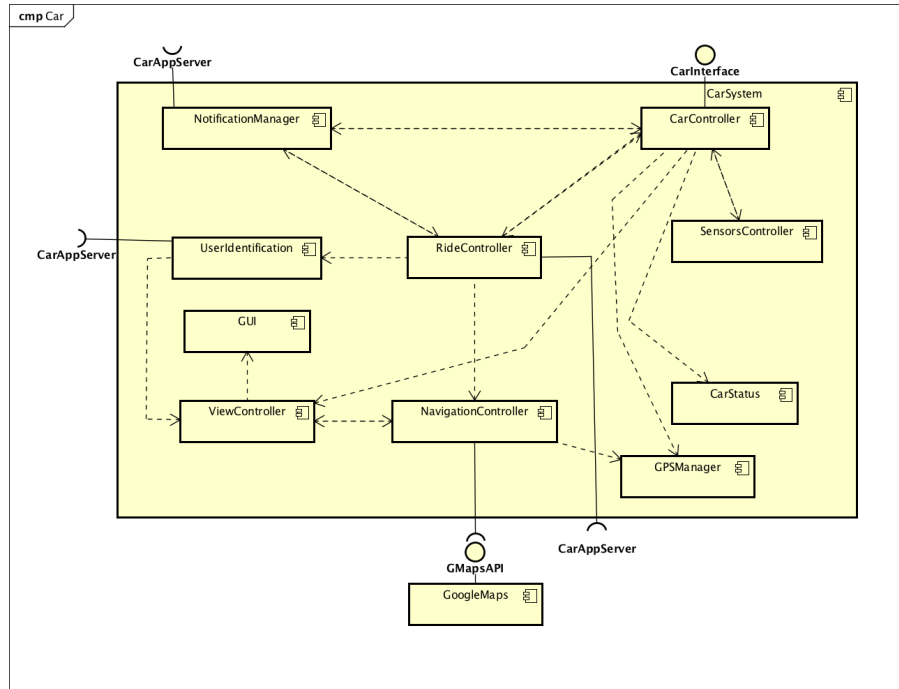 cmp Car
CarAppServer
CarInterface
CarSystem
NotificationManager
CarController
CarAppServer
UserIdentification
RideController
SensorsController
GUI
ViewController
NavigationController
CarStatus
GPSManager
CarAppServer
GMapsAPI
GoogleMaps